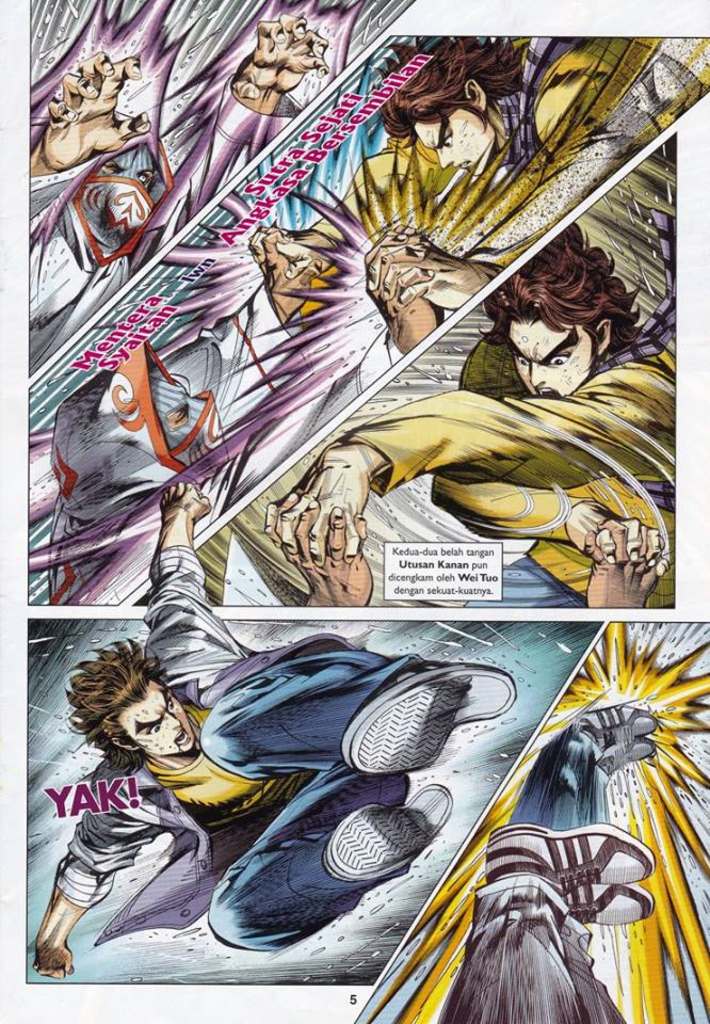 Mentera
Syaitan
lwn
Sutra Sejati
Angkasa Bersembilan
Kedua-dua belah tangan
Utusan Kanan pun
dicengkam oleh Wei Tuo
dengan sekuat-kuatnya.
YAK!
5